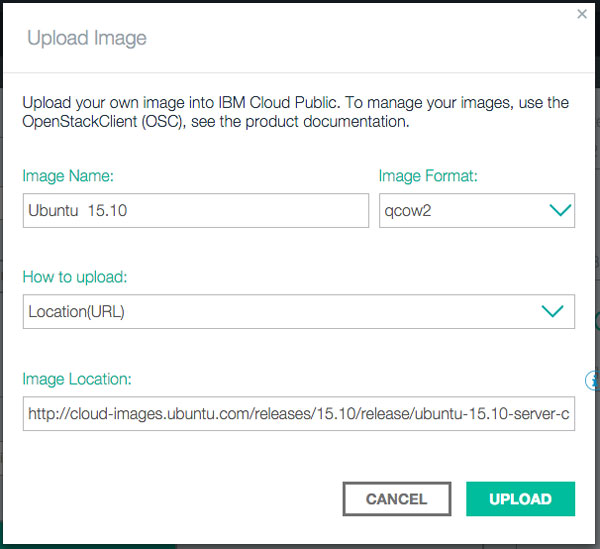 Upload Image
Upload your own image into IBM Cloud Public. To manage your images, use the
OpenStackClient (OSC), see the product documentation.
Image Name: Image Format:
Ubuntu  15.10 qcow2
How to upload:
Location(URL)
Image Location:
http://cloud-images.ubuntu.com/releases/15.10/release/ubuntu-15.10-server-c
CANCEL UPLOAD